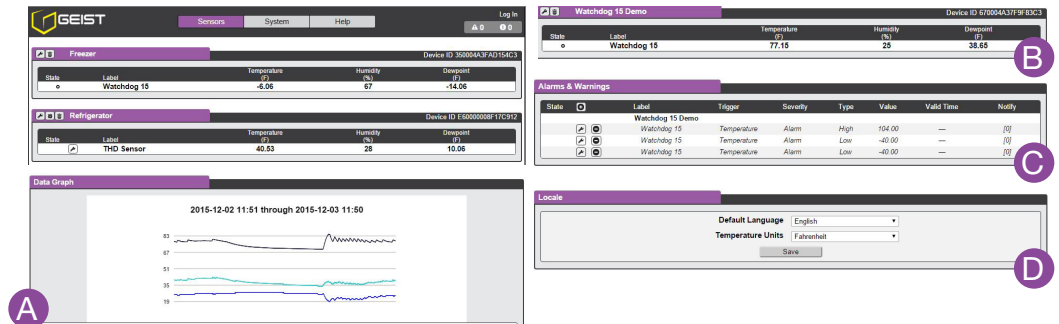 GEIST
Sensors System Help
Log In
0 0
Freezer Device ID 350004A3FAD154C3
State Label Temperature (F) Humidity (%) Dewpoint (F)
Watchdog 15 -6.06 67 -14.06
Refrigerator Device ID E60000008F17C912
State Label Temperature (F) Humidity (%) Dewpoint (F)
THD Sensor 40.53 28 10.06
Data Graph
2015-12-02 11:51 through 2015-12-03 11:50
83
67
51
35
19
A
Watchdog 15 Demo Device ID 670004A37F9F83C3
State Label Temperature (F) Humidity (%) Dewpoint (F)
Watchdog 15 77.15 25 38.65
B
Alarms & Warnings
State Label Trigger Severity Type Value Valid Time Notify
Watchdog 15 Demo
Watchdog 15 Temperature Alarm High 104.00 — [0]
Watchdog 15 Temperature Alarm Low -40.00 — [0]
Watchdog 15 Temperature Alarm Low -40.00 — [0]
C
Locale
Default Language English
Temperature Units Fahrenheit
Save
D